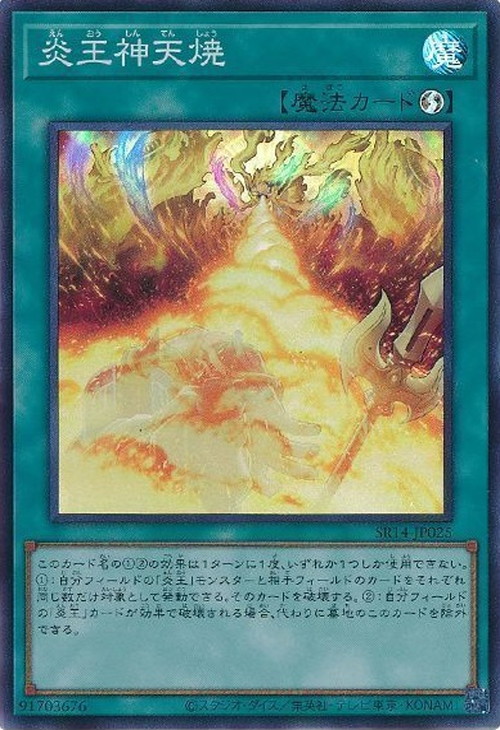 炎王神天焼
魔
【魔法カード】
SR14-JP025
このカード名の①②の効果は1ターンに1度、いずれか1つしか使用できない。
①:自分フィールドの「炎王」モンスターと相手フィールドのカードをそれぞれ
同じ数だけ対象として発動できる。そのカードを破壊する。②:自分フィールド
の「炎王」カードが効果で破壊される場合、代わりに墓地のこのカードを除外
できる。
91703676
©スタジオ・ダイス/集英社・テレビ東京・KONAMI